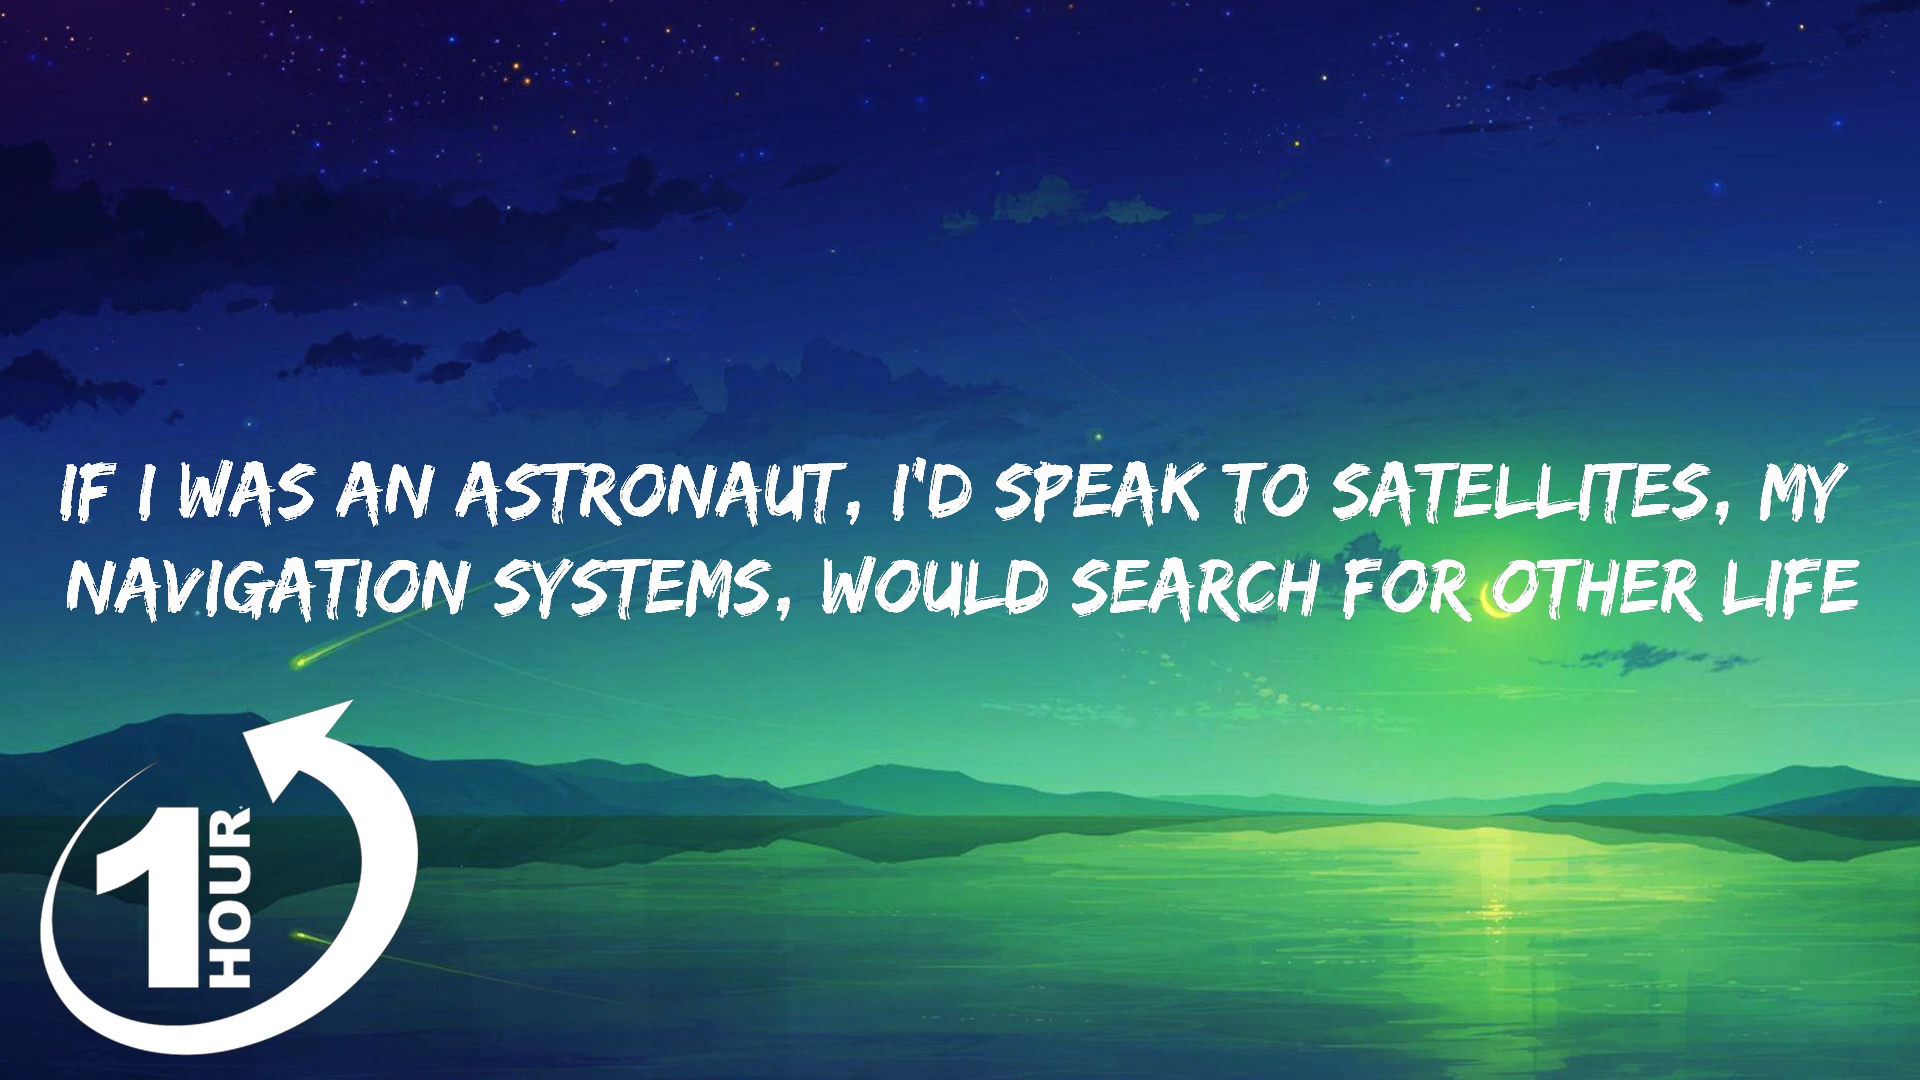 IF I WAS AN ASTRONAUT, I'D SPEAK TO SATELLITES, MY
NAVIGATION SYSTEMS, WOULD SEARCH FOR OTHER LIFE
1 HOUR